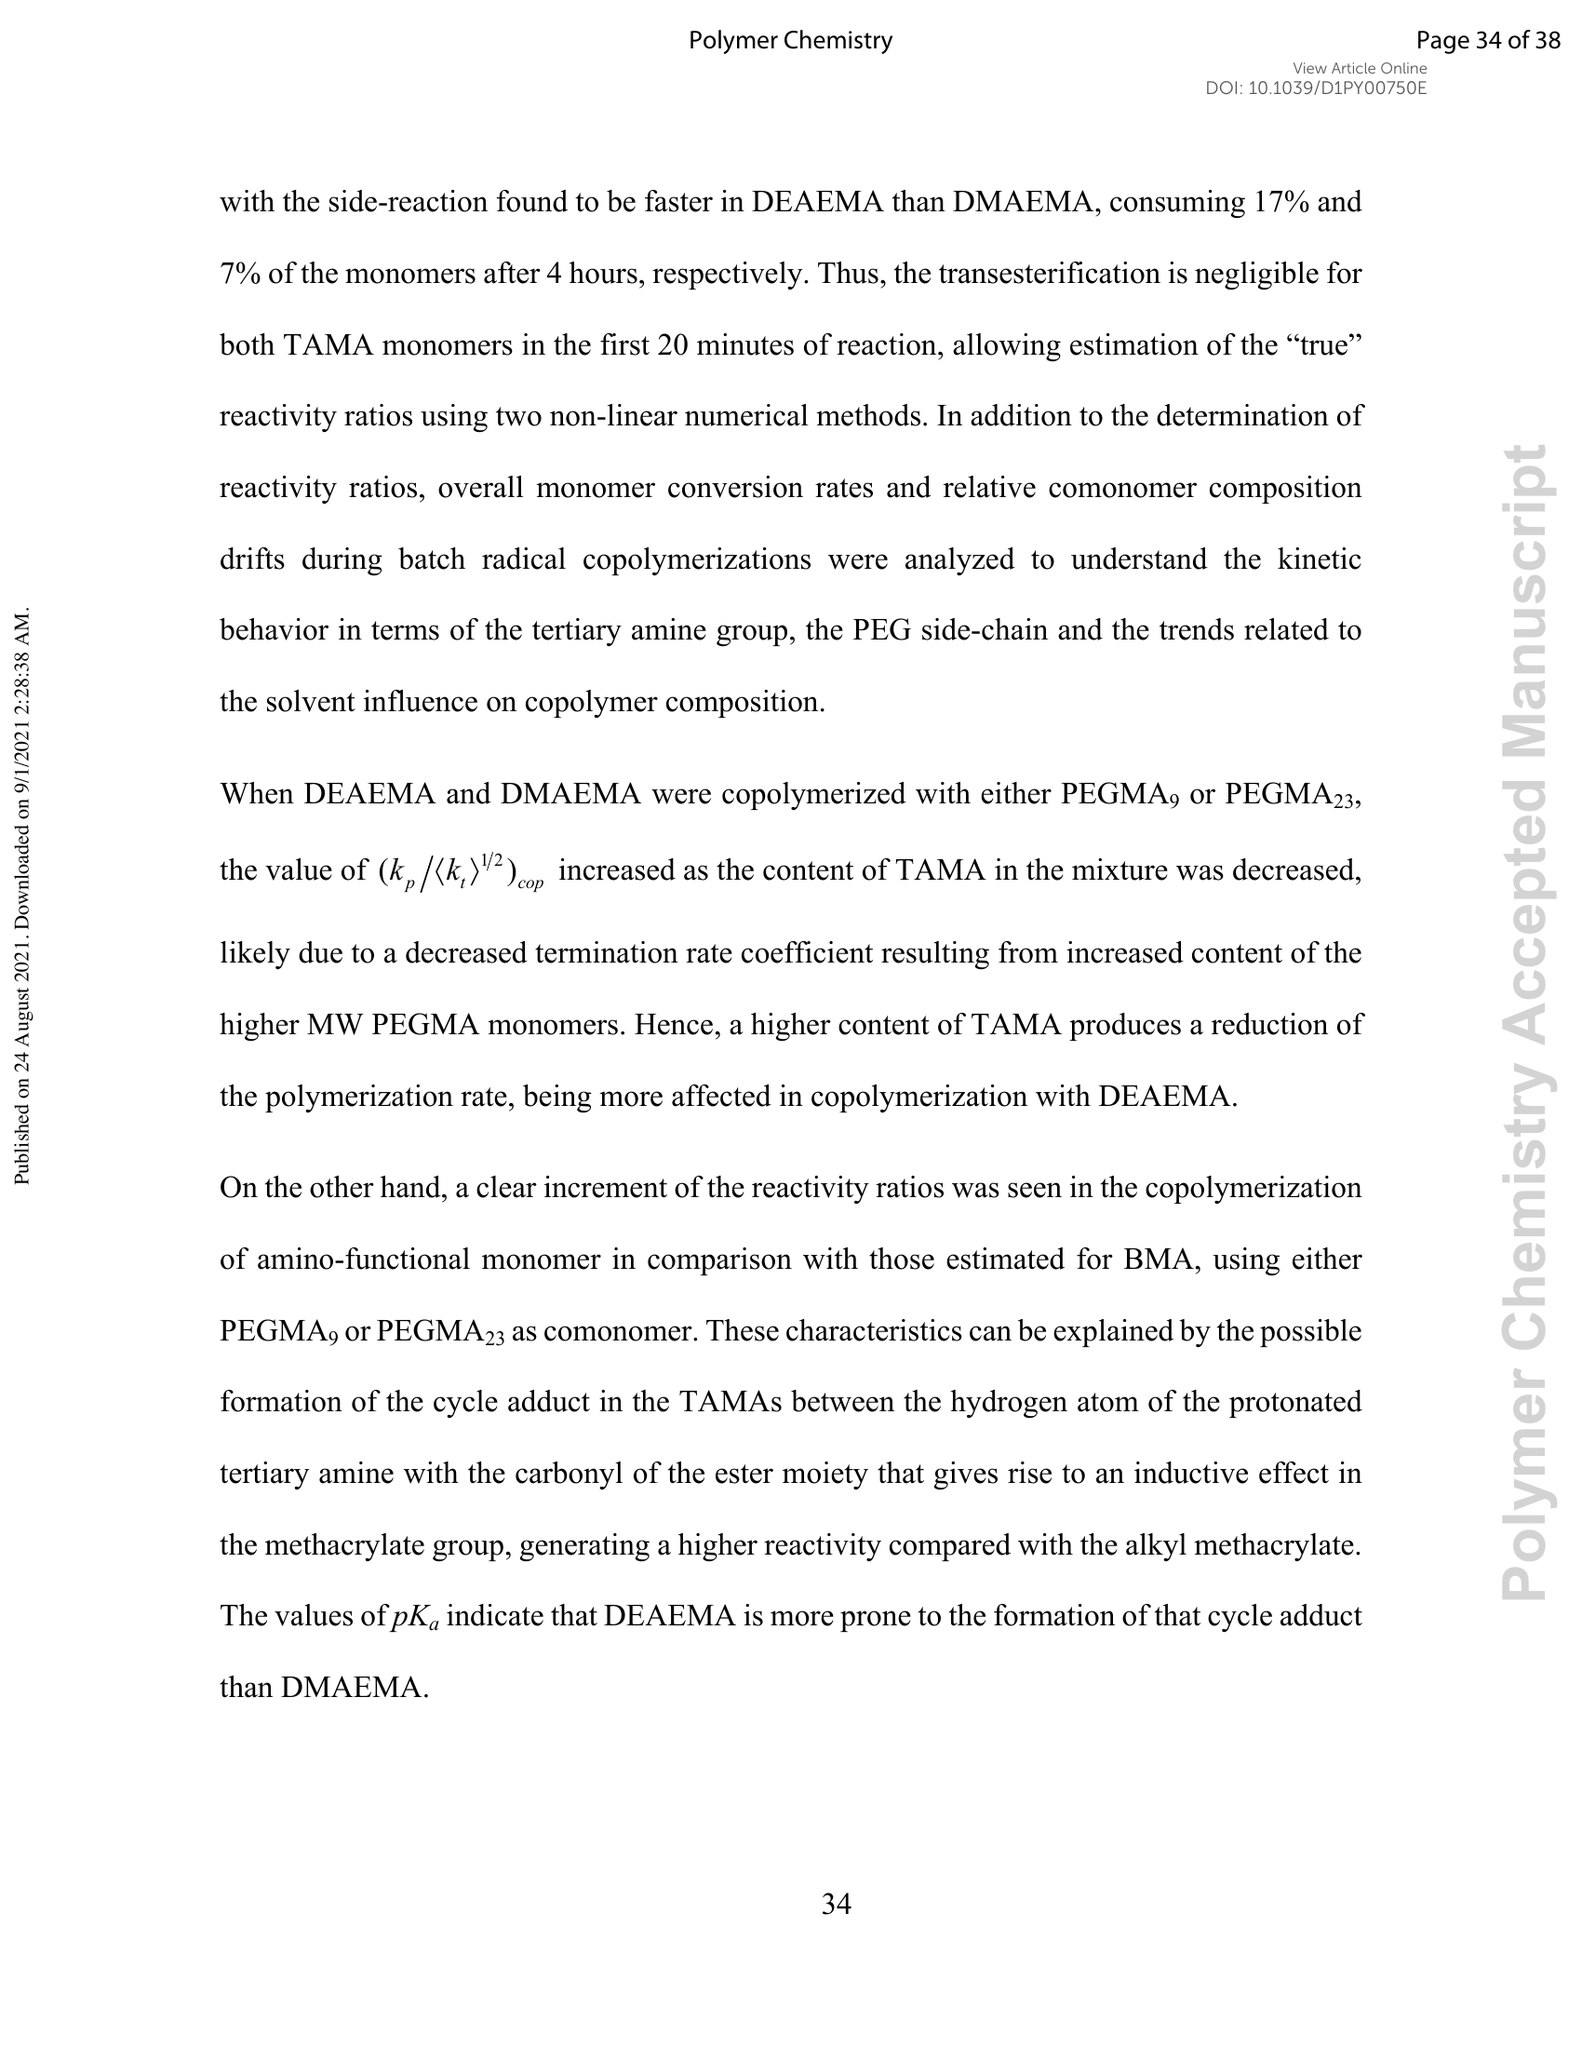 Polymer Chemistry
Page 34 of 38
View Article Online
DOI: 10.1039/D1PY00750E
with the side-reaction found to be faster in DEAEMA than DMAEMA, consuming 17% and
7% of the monomers after 4 hours, respectively. Thus, the transesterification is negligible for
both TAMA monomers in the first 20 minutes of reaction, allowing estimation of the “true”
reactivity ratios using two non-linear numerical methods. In addition to the determination of
reactivity ratios, overall monomer conversion rates and relative comonomer composition
drifts during batch radical copolymerizations were analyzed to understand the kinetic
behavior in terms of the tertiary amine group, the PEG side-chain and the trends related to
the solvent influence on copolymer composition.
When DEAEMA and DMAEMA were copolymerized with either PEGMA₉ or PEGMA₂₃,
the value of (k_p/⟨k_t⟩^1/2)_cop increased as the content of TAMA in the mixture was decreased,
likely due to a decreased termination rate coefficient resulting from increased content of the
higher MW PEGMA monomers. Hence, a higher content of TAMA produces a reduction of
the polymerization rate, being more affected in copolymerization with DEAEMA.
On the other hand, a clear increment of the reactivity ratios was seen in the copolymerization
of amino-functional monomer in comparison with those estimated for BMA, using either
PEGMA₉ or PEGMA₂₃ as comonomer. These characteristics can be explained by the possible
formation of the cycle adduct in the TAMAs between the hydrogen atom of the protonated
tertiary amine with the carbonyl of the ester moiety that gives rise to an inductive effect in
the methacrylate group, generating a higher reactivity compared with the alkyl methacrylate.
The values of pKₐ indicate that DEAEMA is more prone to the formation of that cycle adduct
than DMAEMA.
34
Published on 24 August 2021. Downloaded on 9/1/2021 2:28:38 AM.
Polymer Chemistry Accepted Manuscript